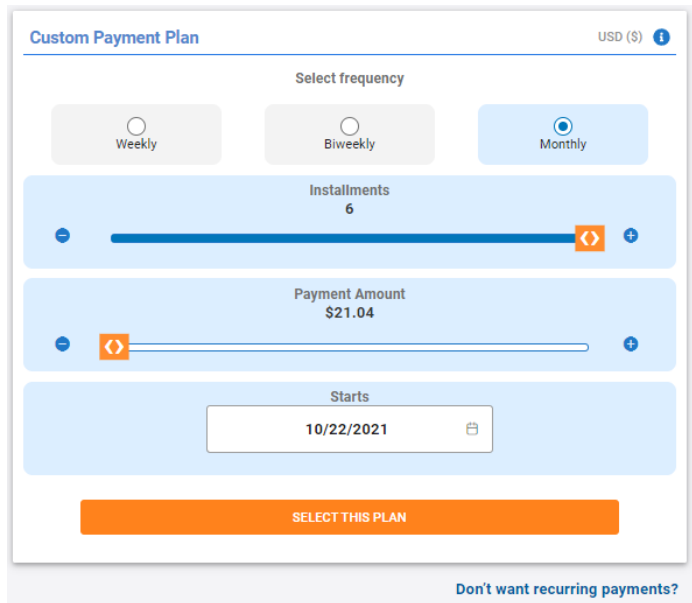 Custom Payment Plan USD ($) i
Select frequency
Weekly Biweekly Monthly
Installments
6
Payment Amount
$21.04
Starts
10/22/2021
SELECT THIS PLAN
Don't want recurring payments?